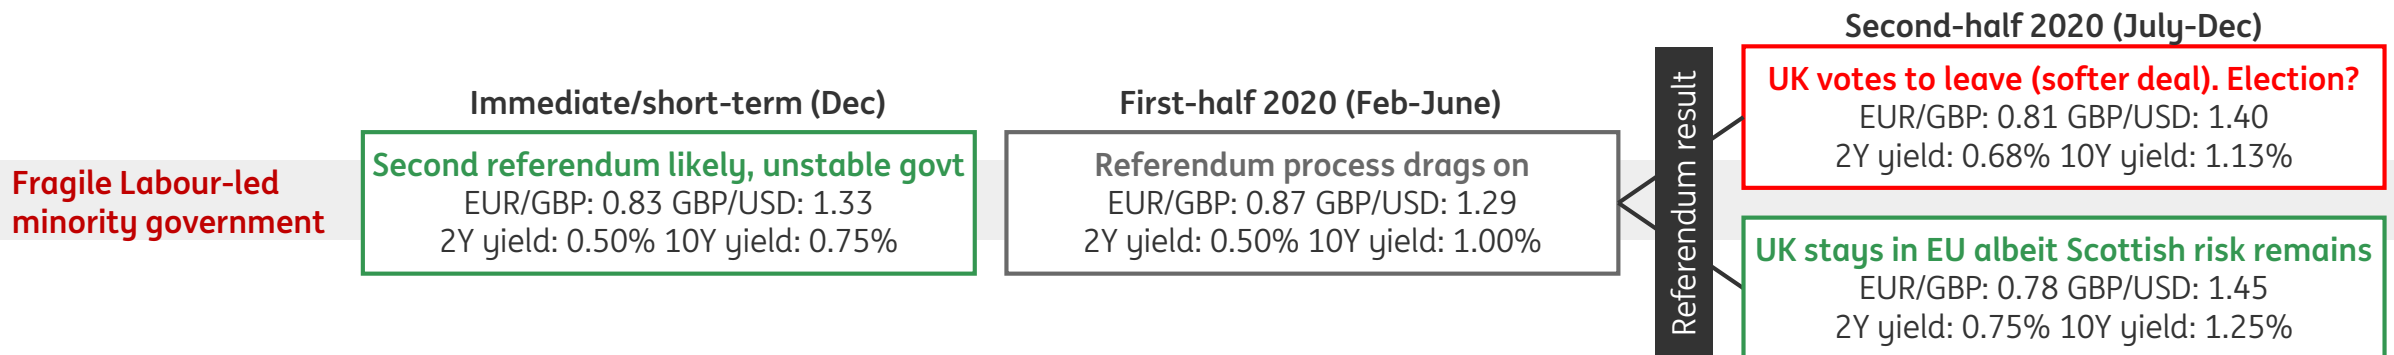 Fragile Labour-led
minority government
Immediate/short-term (Dec)
Second referendum likely, unstable govt
EUR/GBP: 0.83 GBP/USD: 1.33
2Y yield: 0.50% 10Y yield: 0.75%
First-half 2020 (Feb-June)
Referendum process drags on
EUR/GBP: 0.87 GBP/USD: 1.29
2Y yield: 0.50% 10Y yield: 1.00%
Referendum result
Second-half 2020 (July-Dec)
UK votes to leave (softer deal). Election?
EUR/GBP: 0.81 GBP/USD: 1.40
2Y yield: 0.68% 10Y yield: 1.13%
UK stays in EU albeit Scottish risk remains
EUR/GBP: 0.78 GBP/USD: 1.45
2Y yield: 0.75% 10Y yield: 1.25%